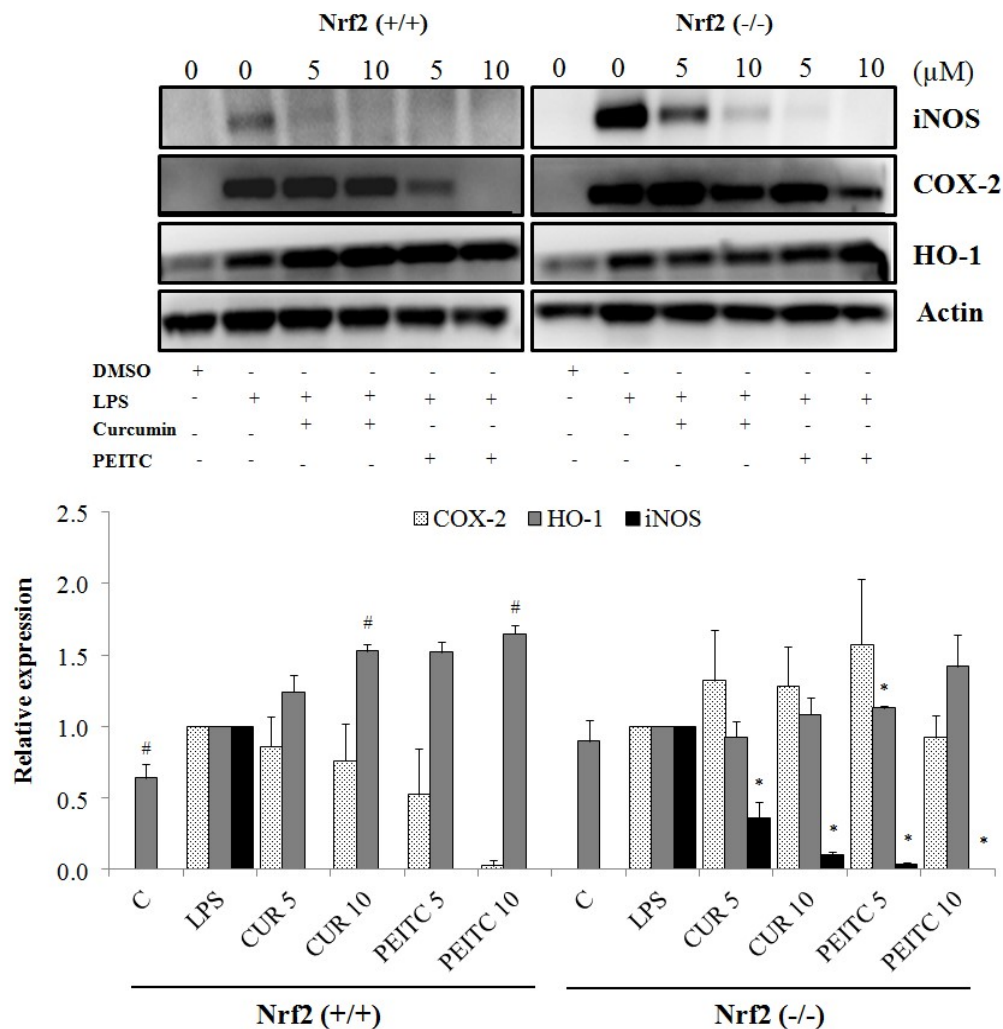 Nrf2 (+/+) Nrf2 (-/-)
0 0 5 10 5 10 0 0 5 10 5 10 (µM)
iNOS
COX-2
HO-1
Actin
DMSO + - - - - - + - - - - -
LPS - + + + + + - + + + + +
Curcumin - - + + - - - - + + - -
PEITC - - - - + + - - - - + +
2.5
COX-2 HO-1 iNOS
2.0
1.5
1.0
0.5
0.0
Relative expression
# # #
* * * * *
C LPS CUR 5 CUR 10 PEITC 5 PEITC 10 C LPS CUR 5 CUR 10 PEITC 5 PEITC 10
Nrf2 (+/+) Nrf2 (-/-)